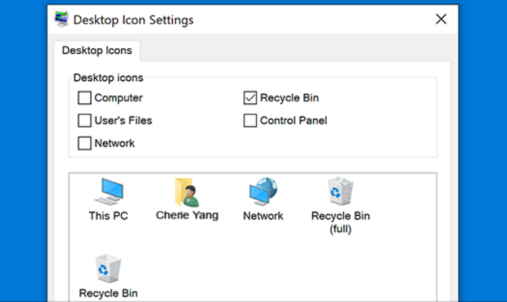 Desktop Icon Settings
Desktop Icons
Desktop icons
Computer
Recycle Bin
User's Files
Control Panel
Network
This PC
Cherie Yang
Network
Recycle Bin
(full)
Recycle Bin